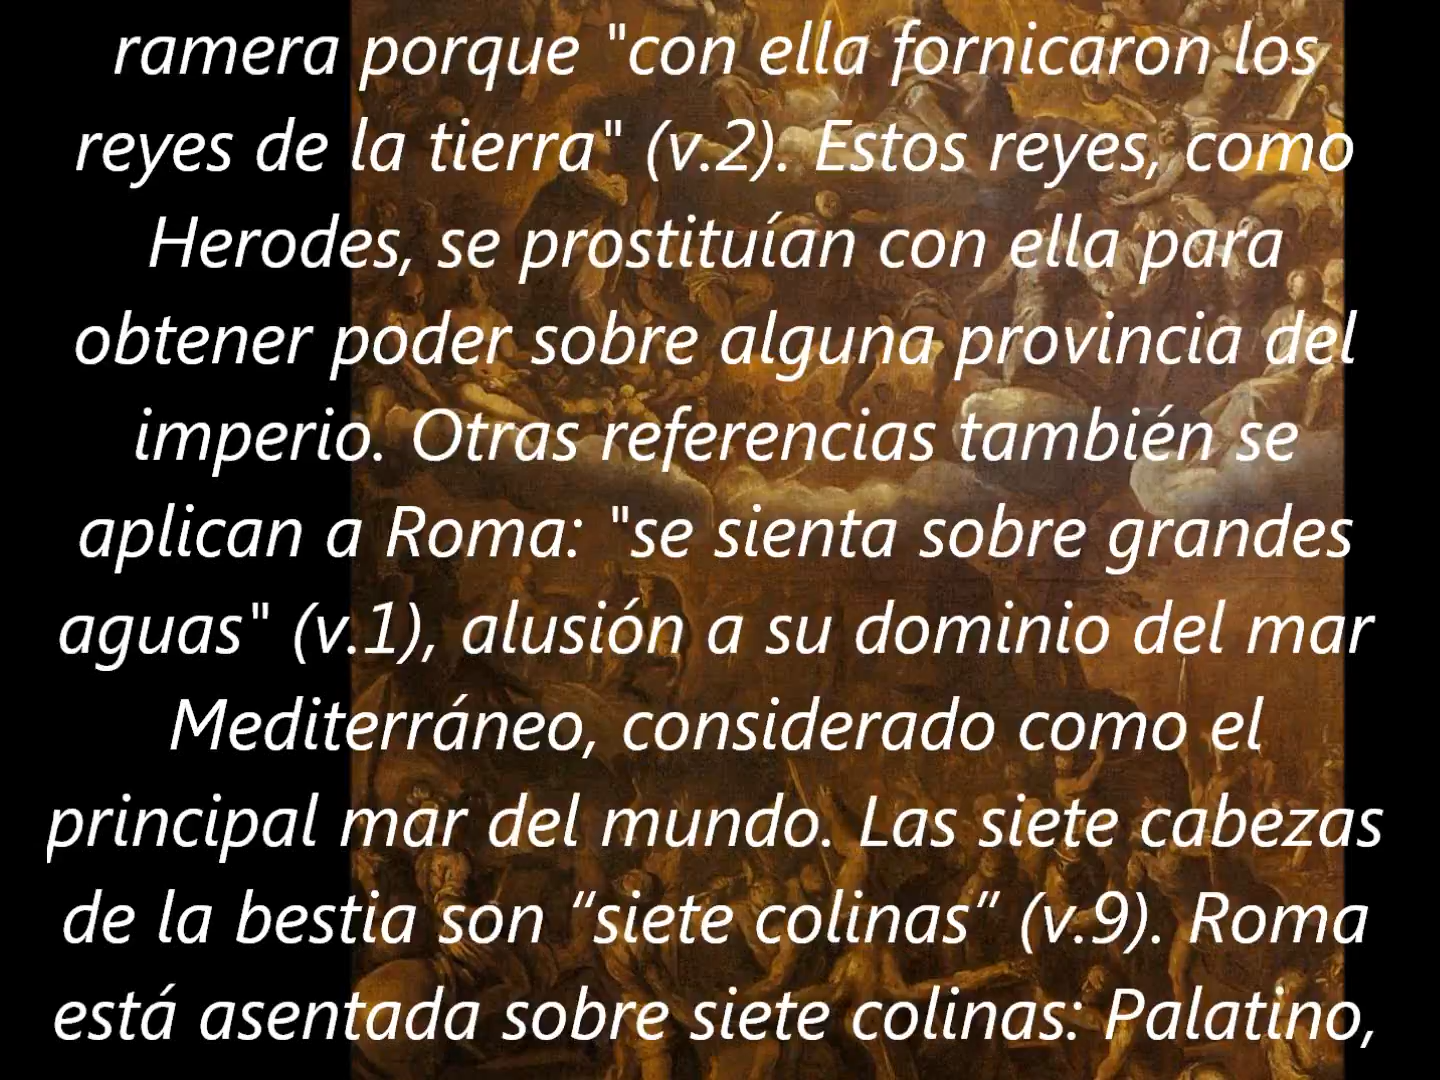 ramera porque "con ella fornicaron los
reyes de la tierra" (v.2). Estos reyes, como
Herodes, se prostituían con ella para
obtener poder sobre alguna provincia del
imperio. Otras referencias también se
aplican a Roma: "se sienta sobre grandes
aguas" (v.1), alusión a su dominio del mar
Mediterráneo, considerado como el
principal mar del mundo. Las siete cabezas
de la bestia son “siete colinas” (v.9). Roma
está asentada sobre siete colinas: Palatino,